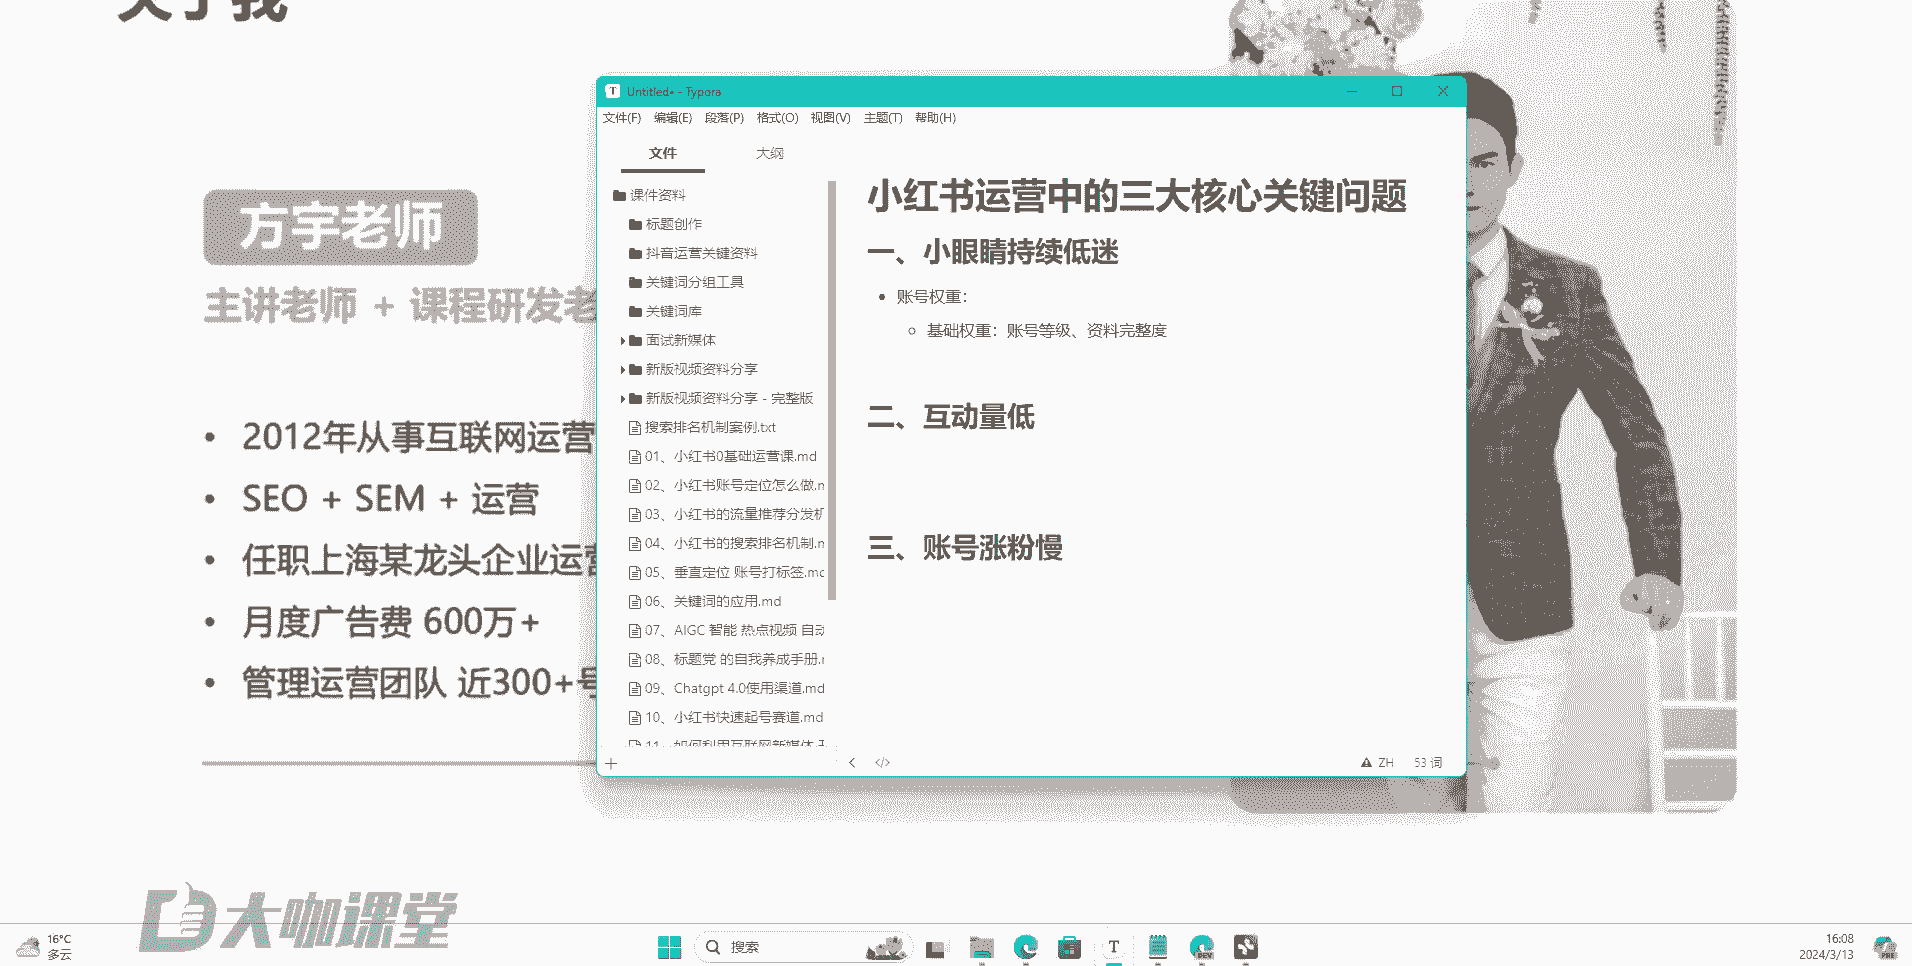 关于我
方宇老师
主讲老师 + 课程研发老
2012年从事互联网运营
SEO + SEM + 运营
任职上海某龙头企业运营
月度广告费 600万+
管理运营团队 近300+号
Untitled• - Typora
文件(F) 编辑(E) 段落(P) 格式(O) 视图(V) 主题(T) 帮助(H)
文件 大纲
课件资料
标题创作
抖音运营关键资料
关键词分组工具
关键词库
面试新媒体
新版视频资料分享
新版视频资料分享 - 完整版
搜索排名机制案例.txt
01、小红书0基础运营课.md
02、小红书账号定位怎么做.m
03、小红书的流量推荐分发机
04、小红书的搜索排名机制.m
05、垂直定位 账号打标签.md
06、关键词的应用.md
07、AIGC 智能 热点视频 自动
08、标题党 的自我养成手册.m
09、Chatgpt 4.0使用渠道.md
10、小红书快速起号赛道.md
11、如何利用互联网新媒体
小红书运营中的三大核心关键问题
一、小眼睛持续低迷
账号权重：
基础权重：账号等级、资料完整度
二、互动量低
三、账号涨粉慢
ZH 53 词
大咖课堂
16°C
多云
搜索
16:08
2024/3/13